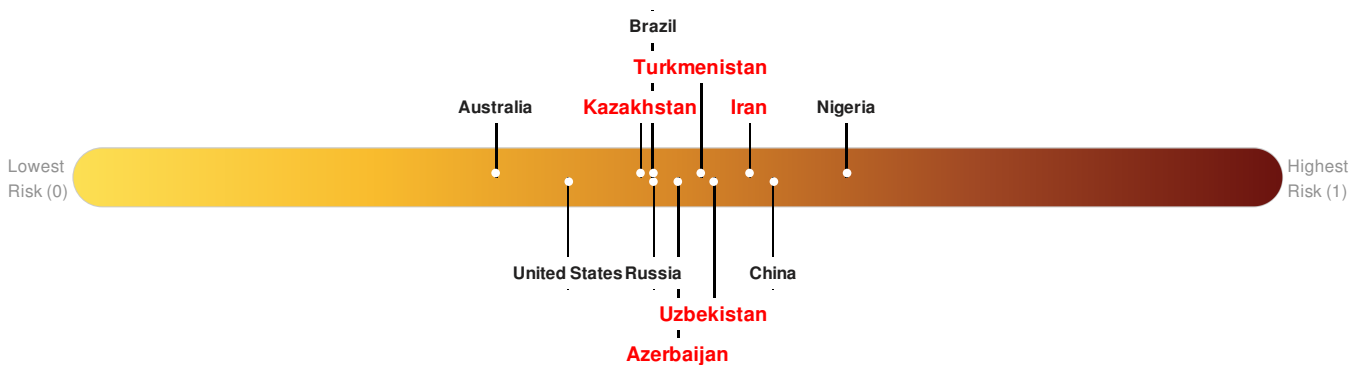 Brazil
Turkmenistan
Australia
Kazakhstan
Iran
Nigeria
Lowest
Risk (0)
Highest
Risk (1)
United States
Russia
China
Uzbekistan
Azerbaijan